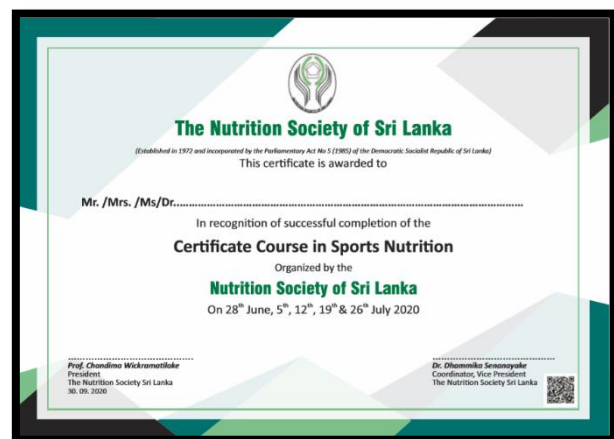 The Nutrition Society of Sri Lanka
(Established in 1972 and incorporated by the Parliamentary Act No 5 (1985) of the Democratic Socialist Republic of Sri Lanka)
This certificate is awarded to
Mr. /Mrs. /Ms/Dr..........................................................................................
In recognition of successful completion of the
Certificate Course in Sports Nutrition
Organized by the
Nutrition Society of Sri Lanka
On 28th June, 5th, 12th, 19th & 26th July 2020
Prof. Chandima Wickramatilake
President
The Nutrition Society Sri Lanka
30. 09. 2020
Dr. Dhammika Senanayake
Coordinator, Vice President
The Nutrition Society Sri Lanka